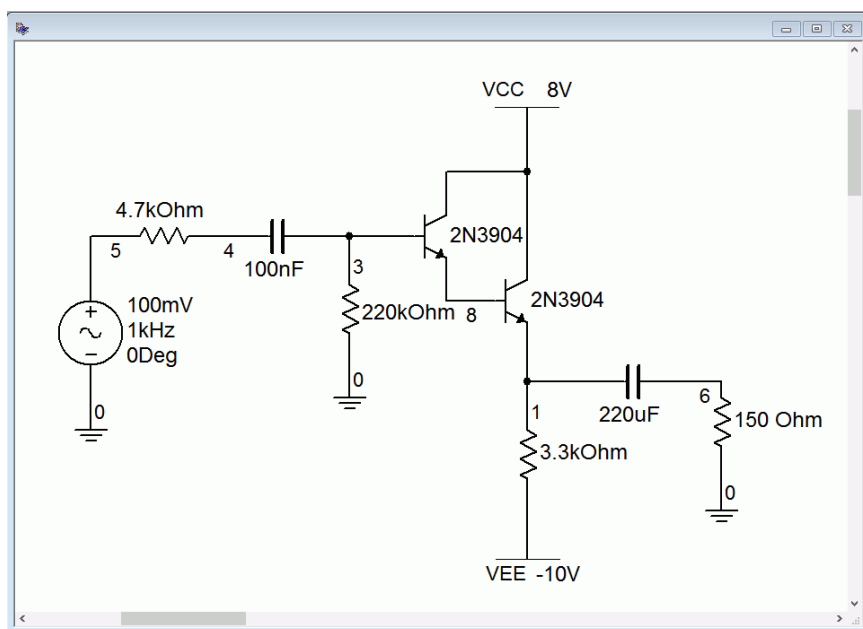 VCC 8V
4.7kOhm
5
4
100nF
2N3904
3
220kOhm
8
2N3904
100mV
1kHz
0Deg
0
0
1
220uF
6
150 Ohm
3.3kOhm
0
VEE -10V